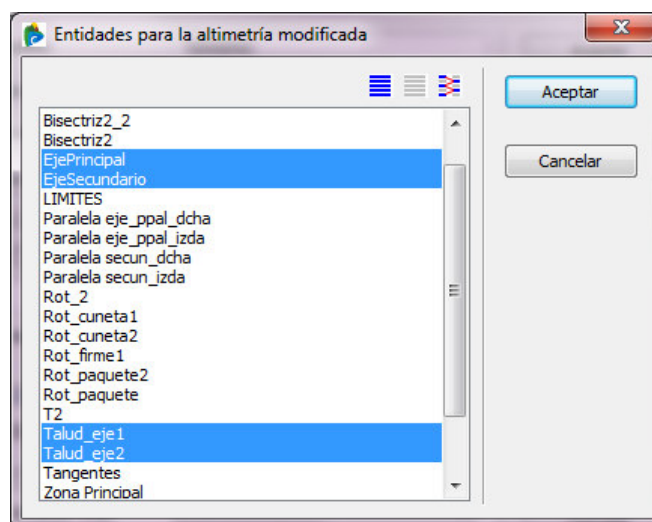 Entidades para la altimetría modificada
Aceptar
Cancelar
Bisectriz2_2
Bisectriz2
EjePrincipal
EjeSecundario
LIMITES
Paralela eje_ppal_dcha
Paralela eje_ppal_izda
Paralela secun_dcha
Paralela secun_izda
Rot_2
Rot_cuneta1
Rot_cuneta2
Rot_firme1
Rot_paquete2
Rot_paquete
T2
Talud_eje1
Talud_eje2
Tangentes
Zona Principal